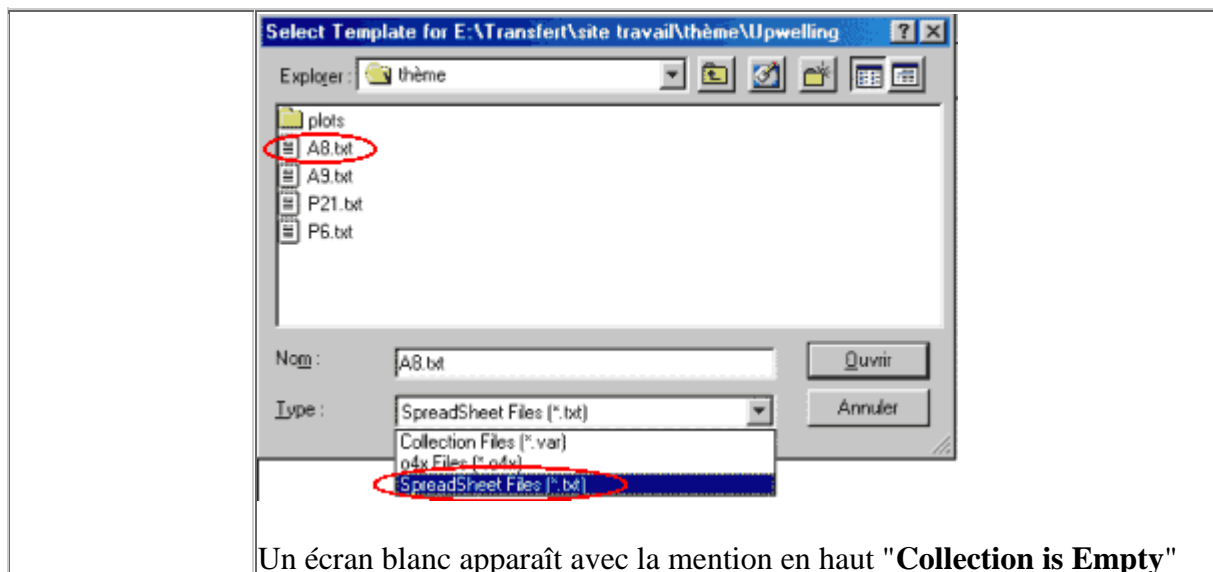 Select Template for E:\Transfert\site travail\thème\Upwelling
Explorer : thème
plots
A8.txt
A9.txt
P21.txt
P6.txt
Nom : A8.txt Ouvrir
Type : SpreadSheet Files (*.txt) Annuler
Collection Files (*.var)
o4x Files (*.o4x)
SpreadSheet Files (*.txt)
Un écran blanc apparaît avec la mention en haut "Collection is Empty"